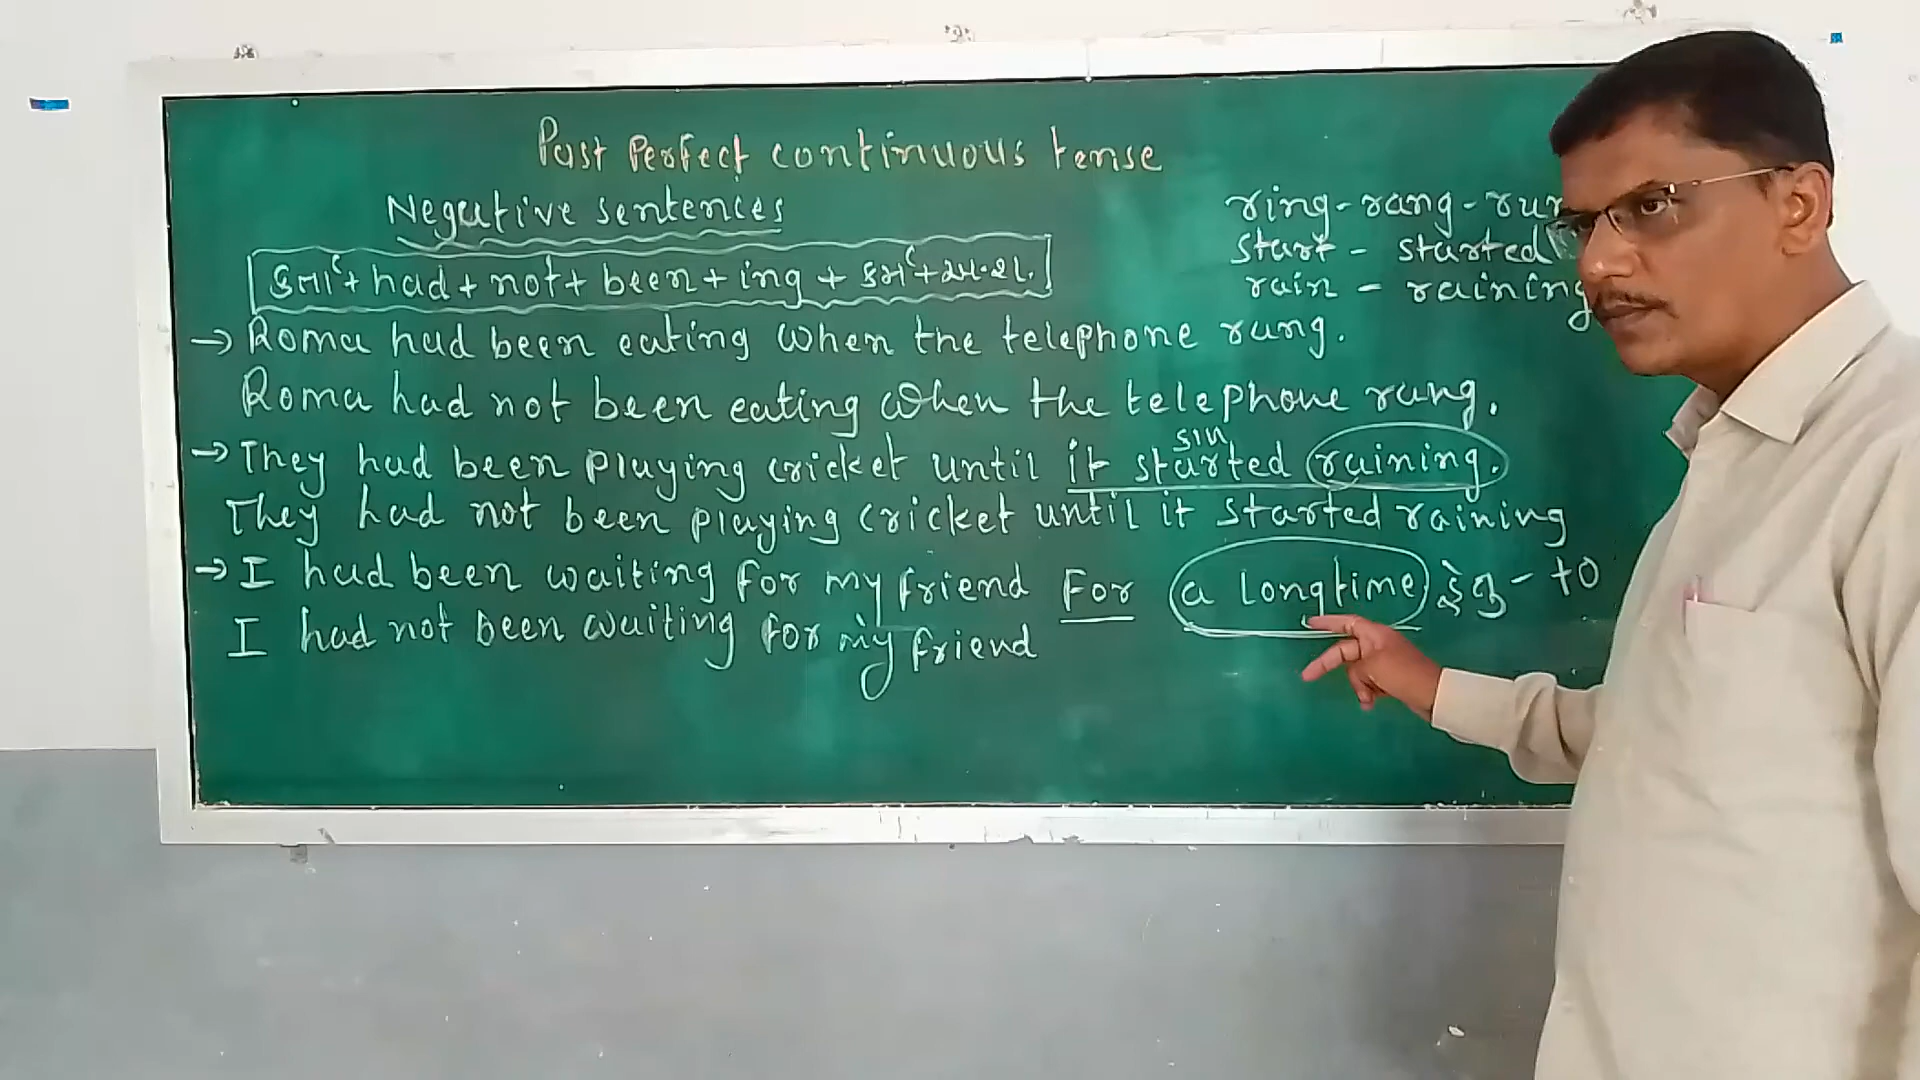 Past Perfect continuous tense
Negative sentences
કર્તા + had + not + been + ing + કર્મ + અ.શ.
ring - rang - run
start - started
rain - raining
→ Roma had been eating when the telephone rang.
Roma had not been eating when the telephone rang.
sin
→ They had been playing cricket until it started raining.
They had not been playing cricket until it started raining
→ I had been waiting for my friend For a longtime - to
I had not been waiting for my friend